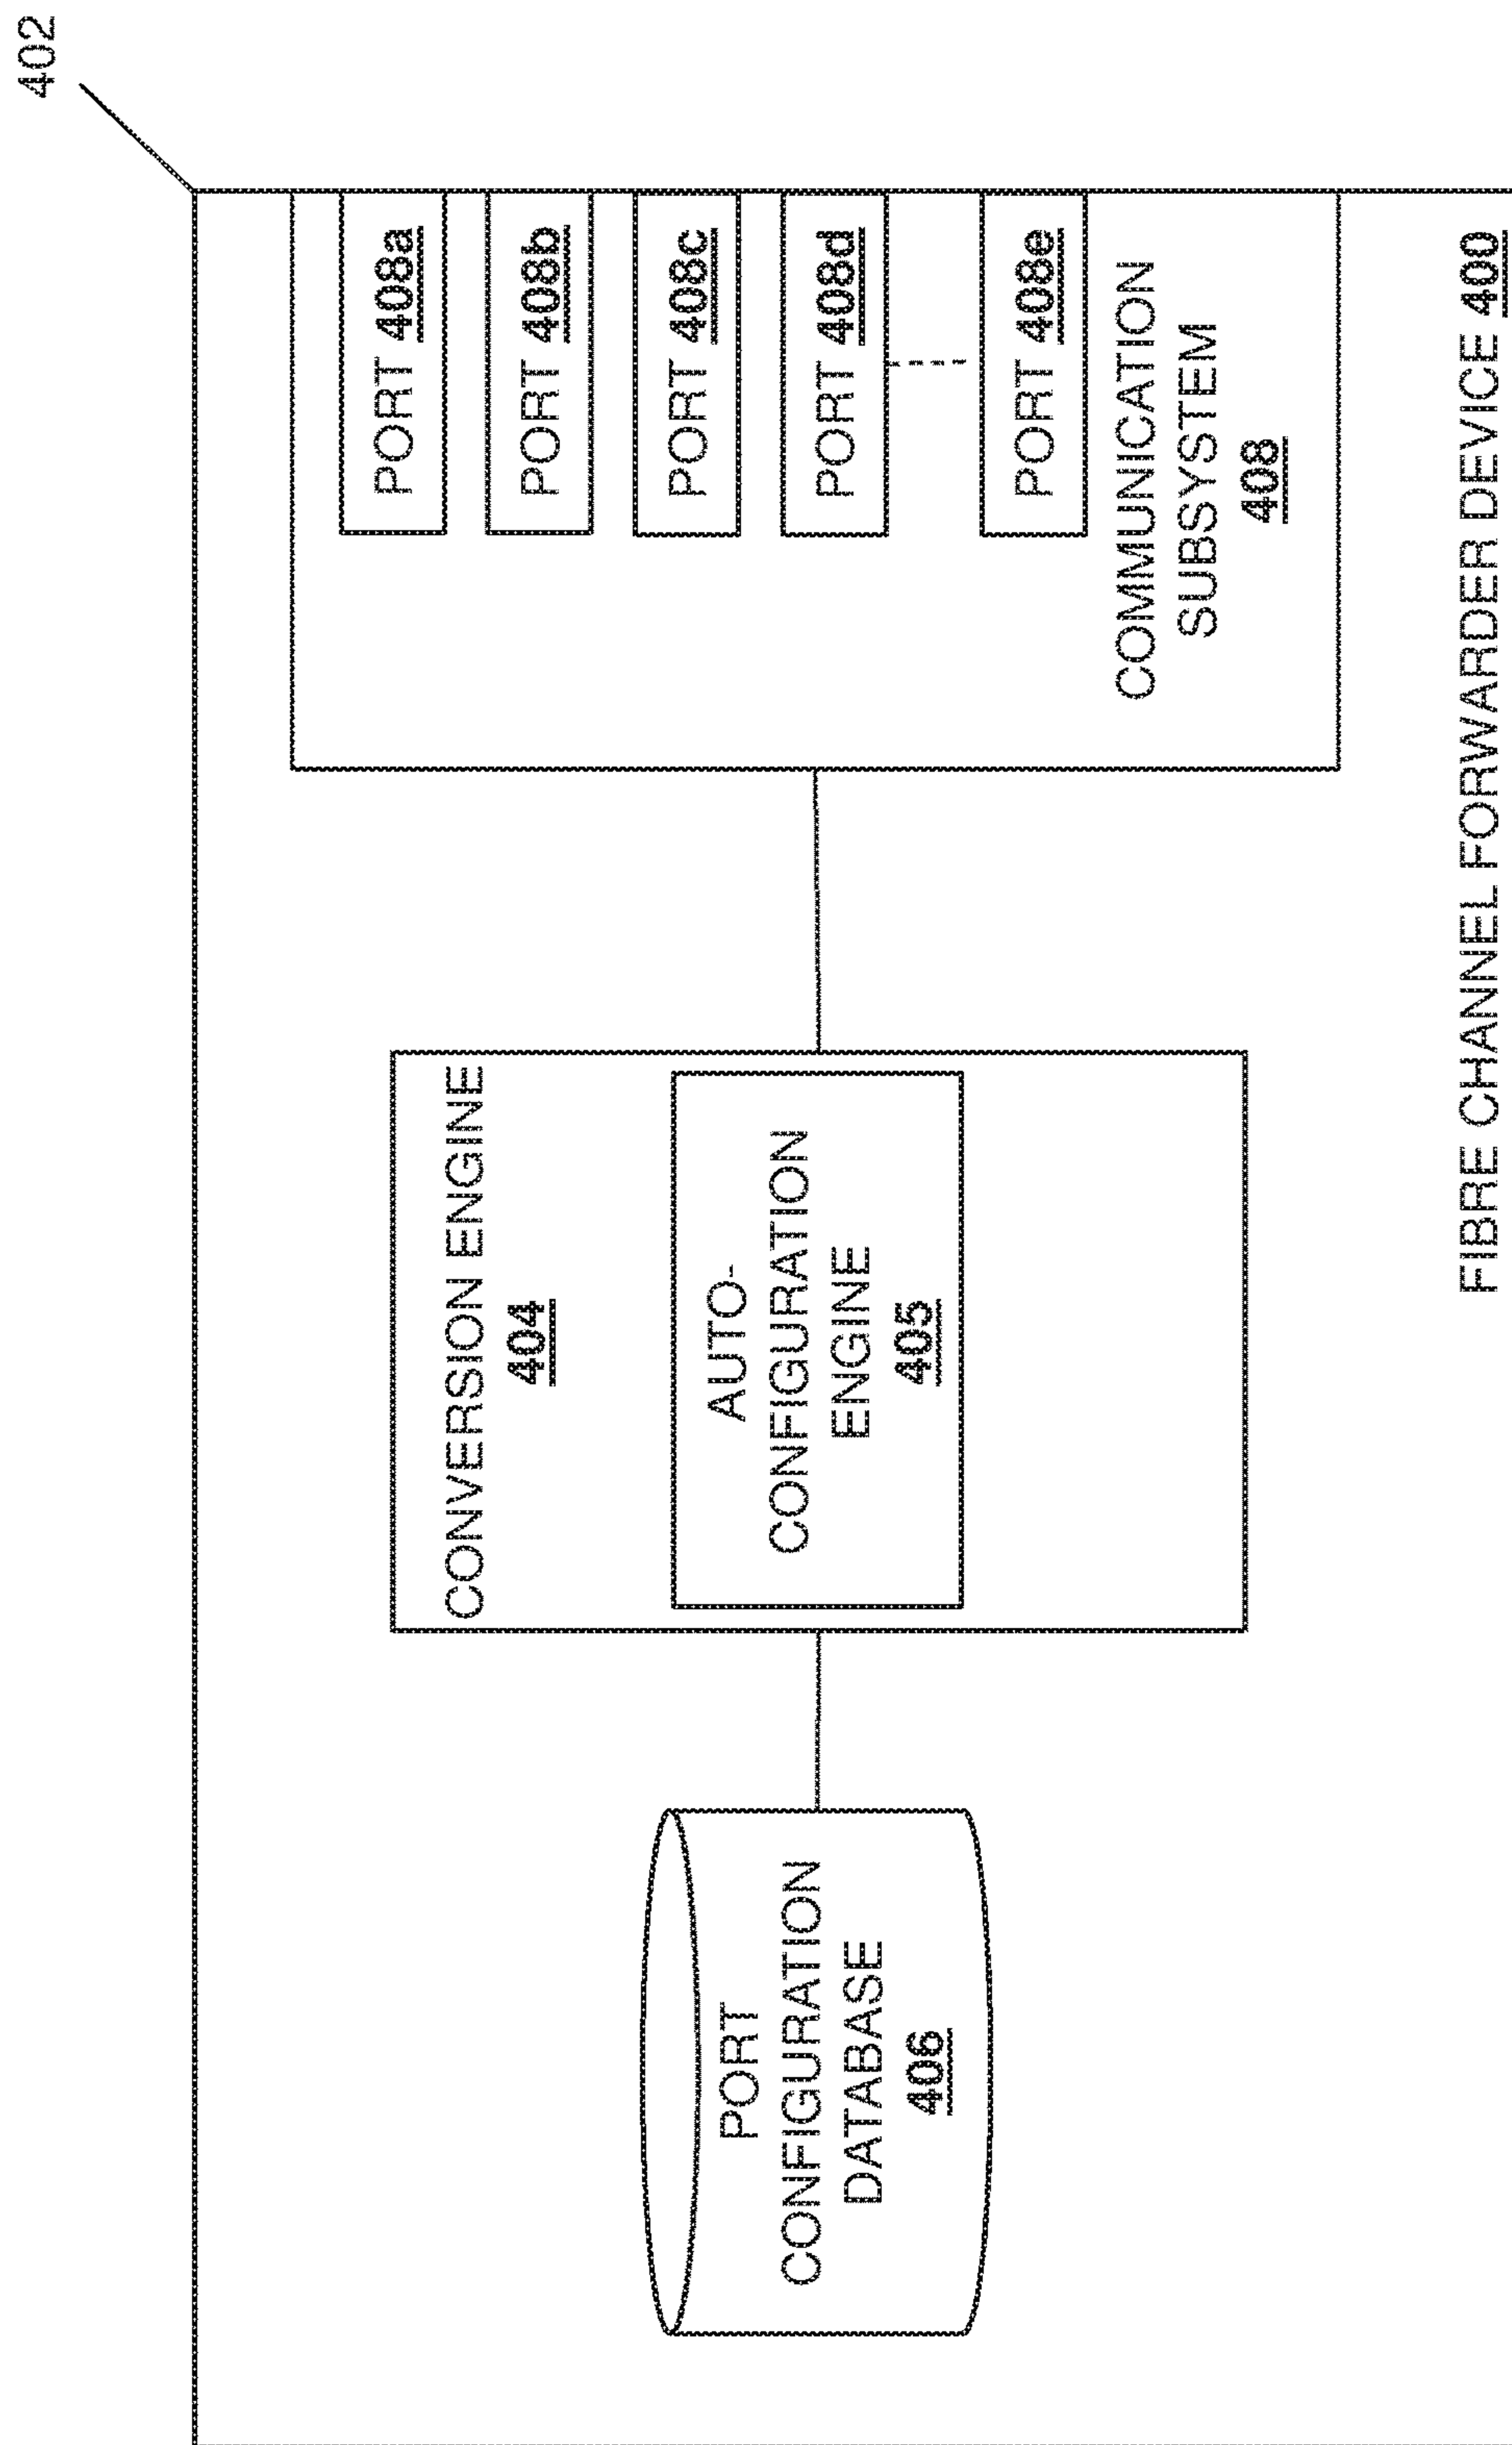 402
PORT
CONFIGURATION
DATABASE
406
CONVERSION ENGINE
404
AUTO-
CONFIGURATION
ENGINE
405
PORT 408a
PORT 408b
PORT 408c
PORT 408d
PORT 408e
COMMUNICATION
SUBSYSTEM
408
FIBRE CHANNEL FORWARDER DEVICE 400